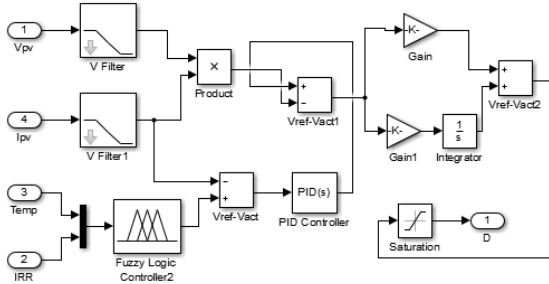 1
Vpv
V Filter
×
Product
+
−
Vref-Vact1
-K-
Gain
+
+
Vref-Vact2
4
Ipv
V Filter1
-K-
Gain1
1
s
Integrator
3
Temp
2
IRR
Fuzzy Logic
Controller2
−
+
Vref-Vact
PID(s)
PID Controller
Saturation
1
D